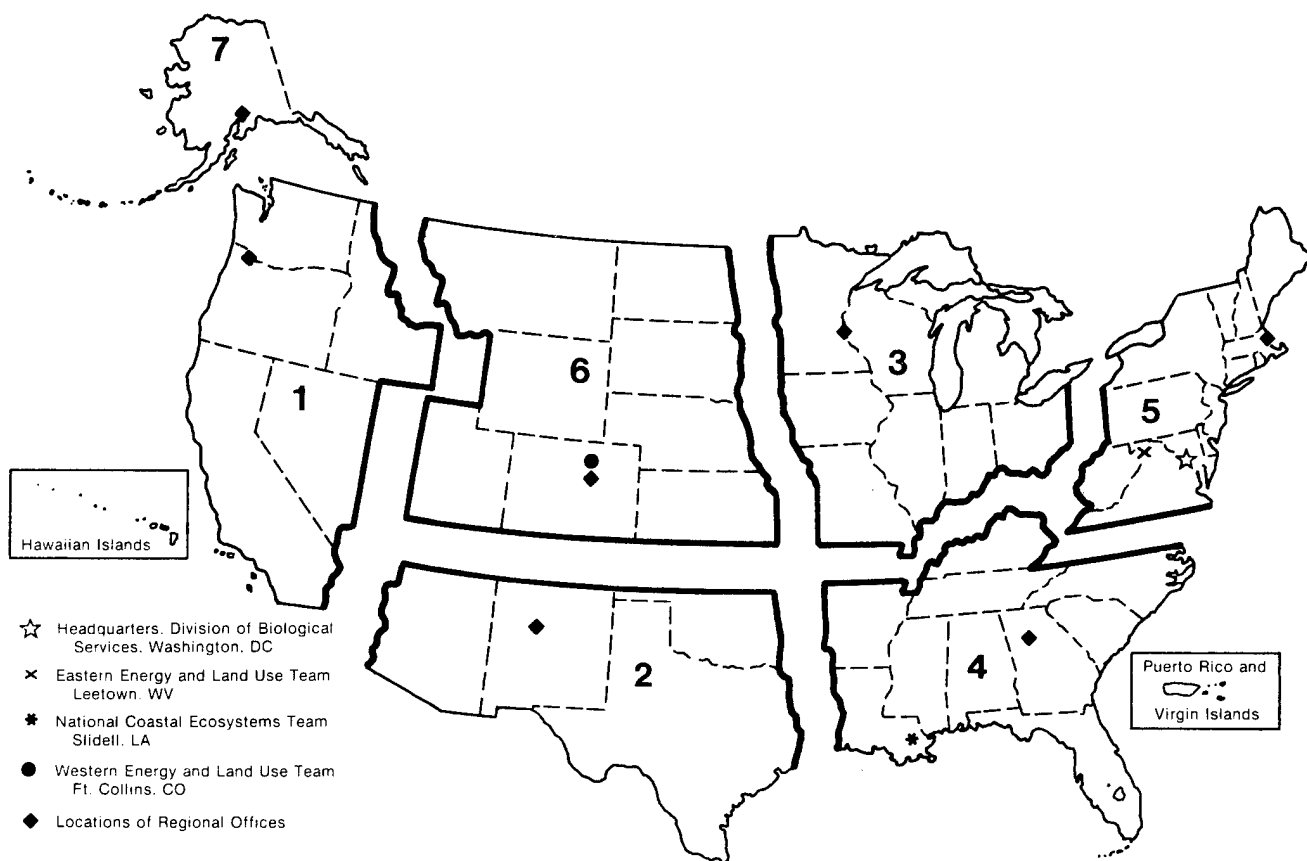 7
1
6
3
5
2
4
Hawaiian Islands
Puerto Rico and
Virgin Islands
Headquarters. Division of Biological
Services. Washington. DC
Eastern Energy and Land Use Team
Leetown. WV
National Coastal Ecosystems Team
Slidell. LA
Western Energy and Land Use Team
Ft. Collins. CO
Locations of Regional Offices